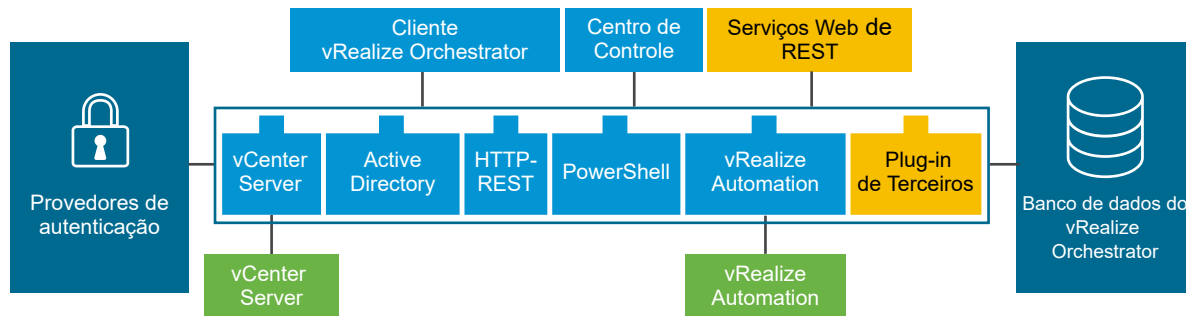 Cliente
vRealize Orchestrator
Centro de
Controle
Serviços Web de
REST
Provedores de
autenticação
vCenter
Server
Active
Directory
HTTP-
REST
PowerShell
vRealize
Automation
Plug-in
de Terceiros
Banco de dados do
vRealize
Orchestrator
vCenter
Server
vRealize
Automation